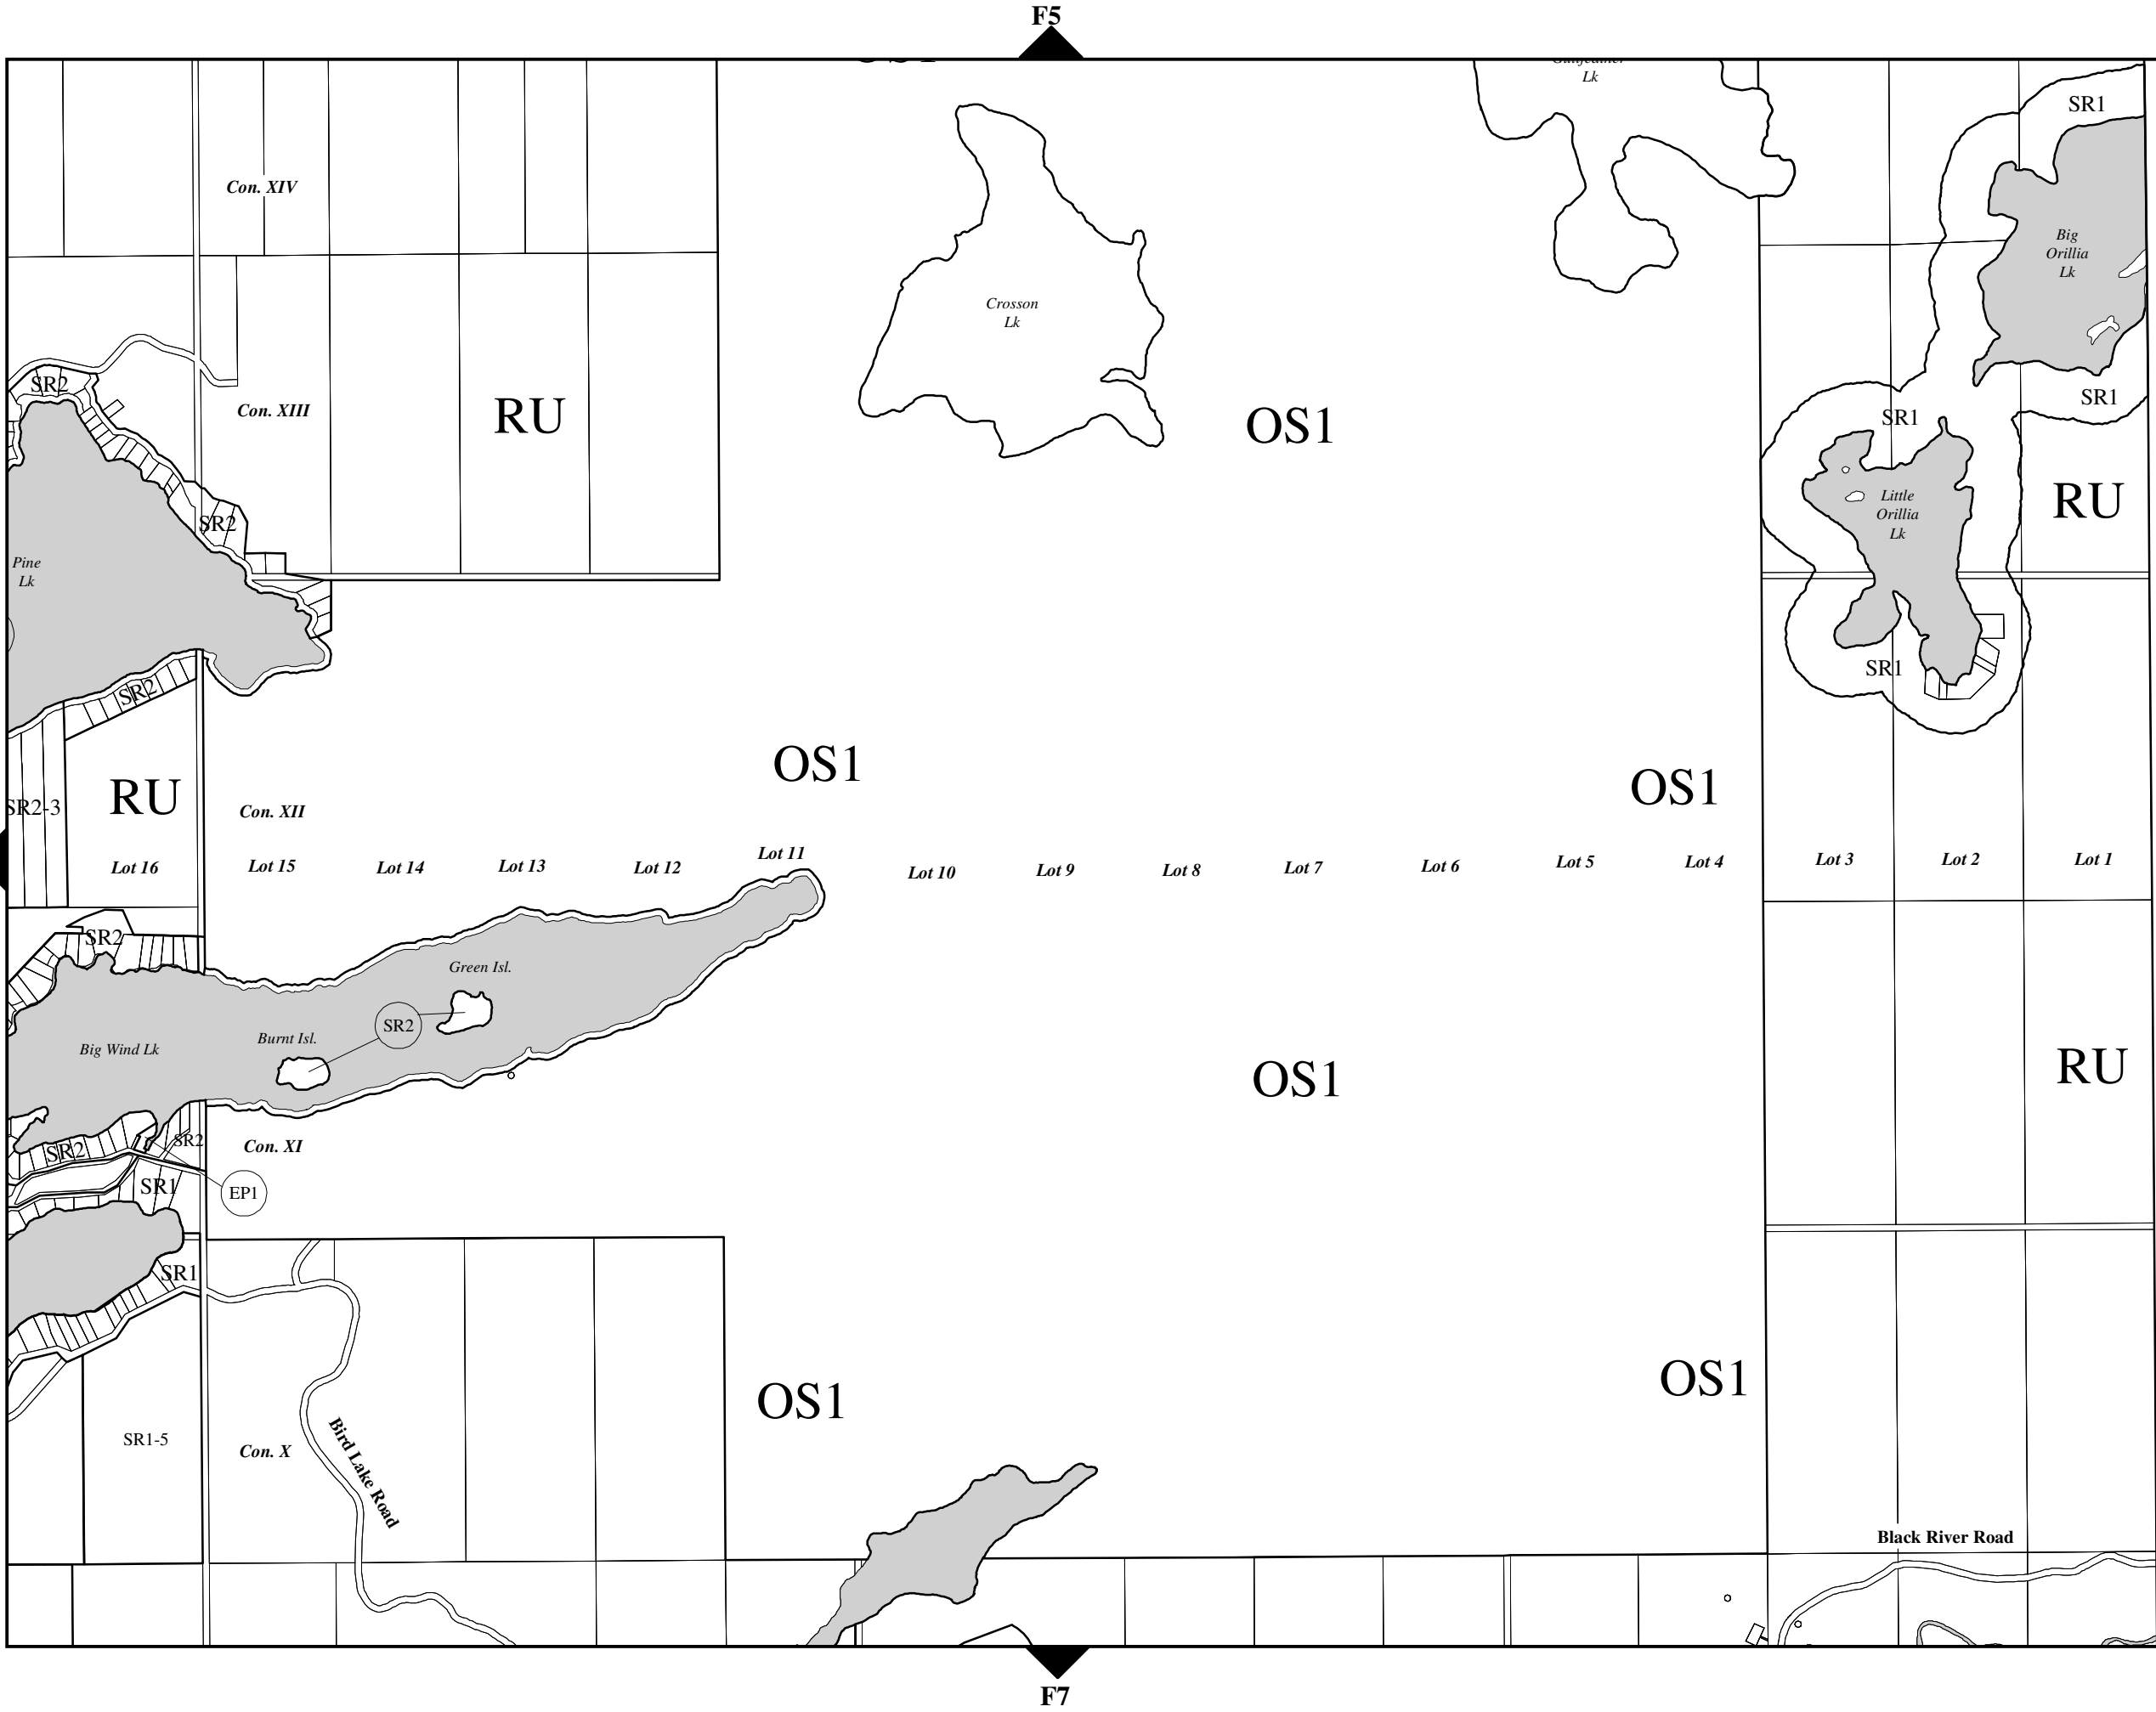 F5
Lk
SR1
Con. XIV
Big
Orillia
Lk
Crosson
Lk
SR2
SR1
Con. XIII
RU
OS1
SR1
Little
Orillia
Lk
RU
SR2
Pine
Lk
SR1
SR2
OS1
OS1
RU
SR2-3
Con. XII
Lot 16
Lot 15
Lot 14
Lot 13
Lot 12
Lot 11
Lot 10
Lot 9
Lot 8
Lot 7
Lot 6
Lot 5
Lot 4
Lot 3
Lot 2
Lot 1
SR2
Green Isl.
SR2
Burnt Isl.
Big Wind Lk
OS1
RU
SR2
SR2
Con. XI
SR1
EP1
SR1
OS1
OS1
SR1-5
Con. X
Bird Lake Road
Black River Road
F7